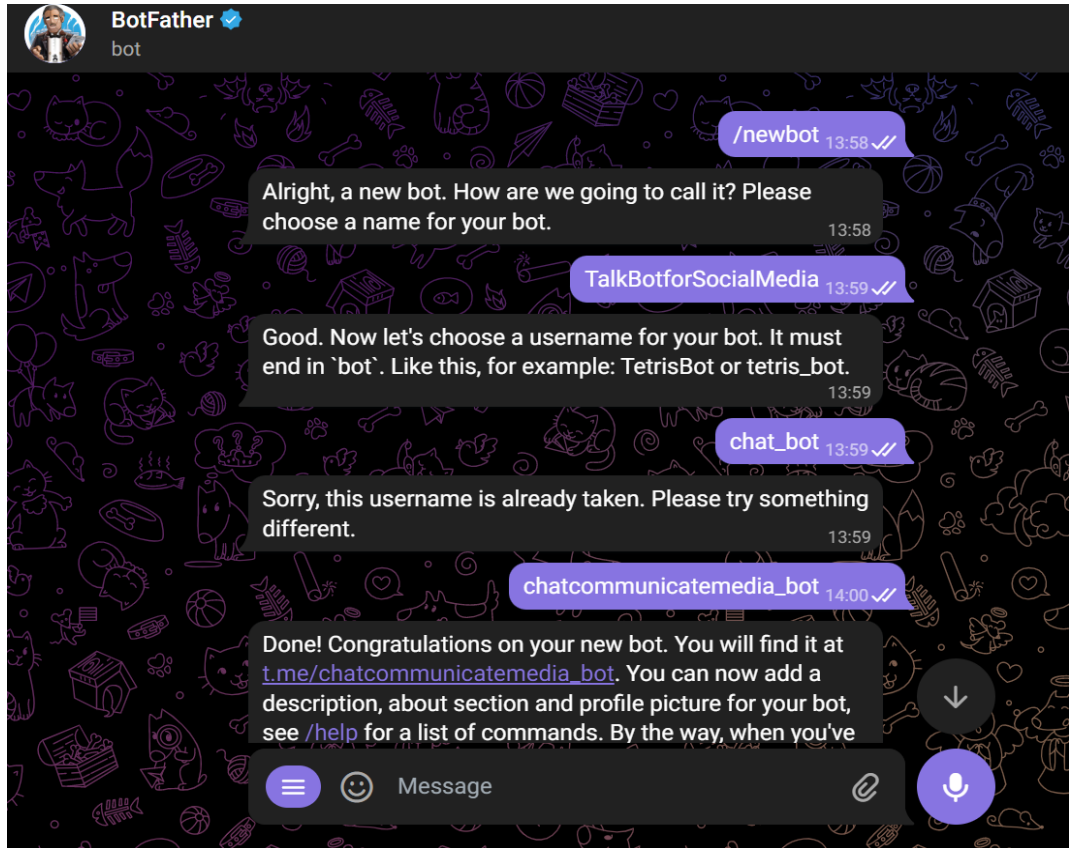 BotFather
bot
/newbot 13:58
Alright, a new bot. How are we going to call it? Please
choose a name for your bot.
13:58
TalkBotforSocialMedia 13:59
Good. Now let's choose a username for your bot. It must
end in `bot`. Like this, for example: TetrisBot or tetris_bot.
13:59
chat_bot 13:59
Sorry, this username is already taken. Please try something
different.
13:59
chatcommunicatemedia_bot 14:00
Done! Congratulations on your new bot. You will find it at
t.me/chatcommunicatemedia_bot. You can now add a
description, about section and profile picture for your bot,
see /help for a list of commands. By the way, when you've
Message